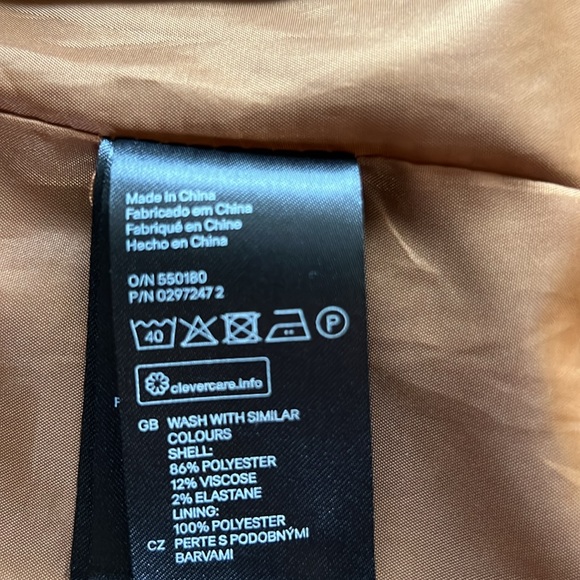 Made in China
Fabricado em China
Fabriqué en Chine
Hecho en China
O/N 550180
P/N 0297247 2
40 P
clevercare.info
F
GB WASH WITH SIMILAR
COLOURS
SHELL:
86% POLYESTER
12% VISCOSE
2% ELASTANE
LINING:
100% POLYESTER
CZ PERTE S PODOBNÝMI
BARVAMI